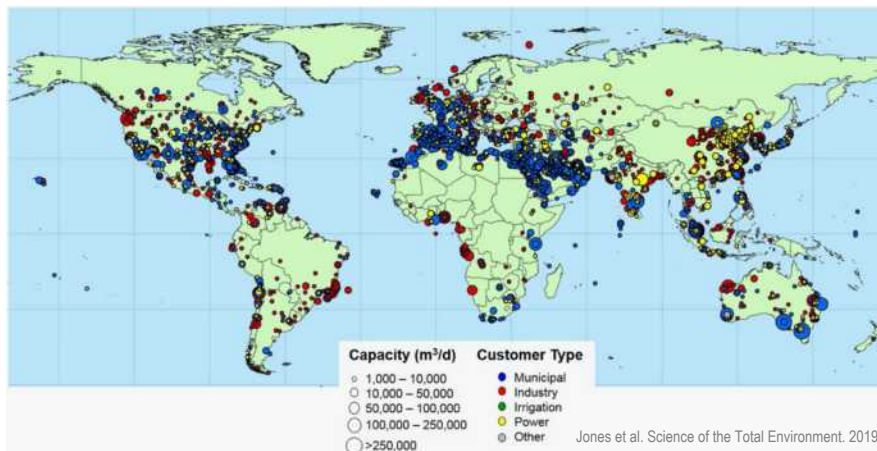 Capacity (m³/d)
1,000 – 10,000
10,000 – 50,000
50,000 – 100,000
100,000 – 250,000
>250,000
Customer Type
Municipal
Industry
Irrigation
Power
Other
Jones et al. Science of the Total Environment. 2019